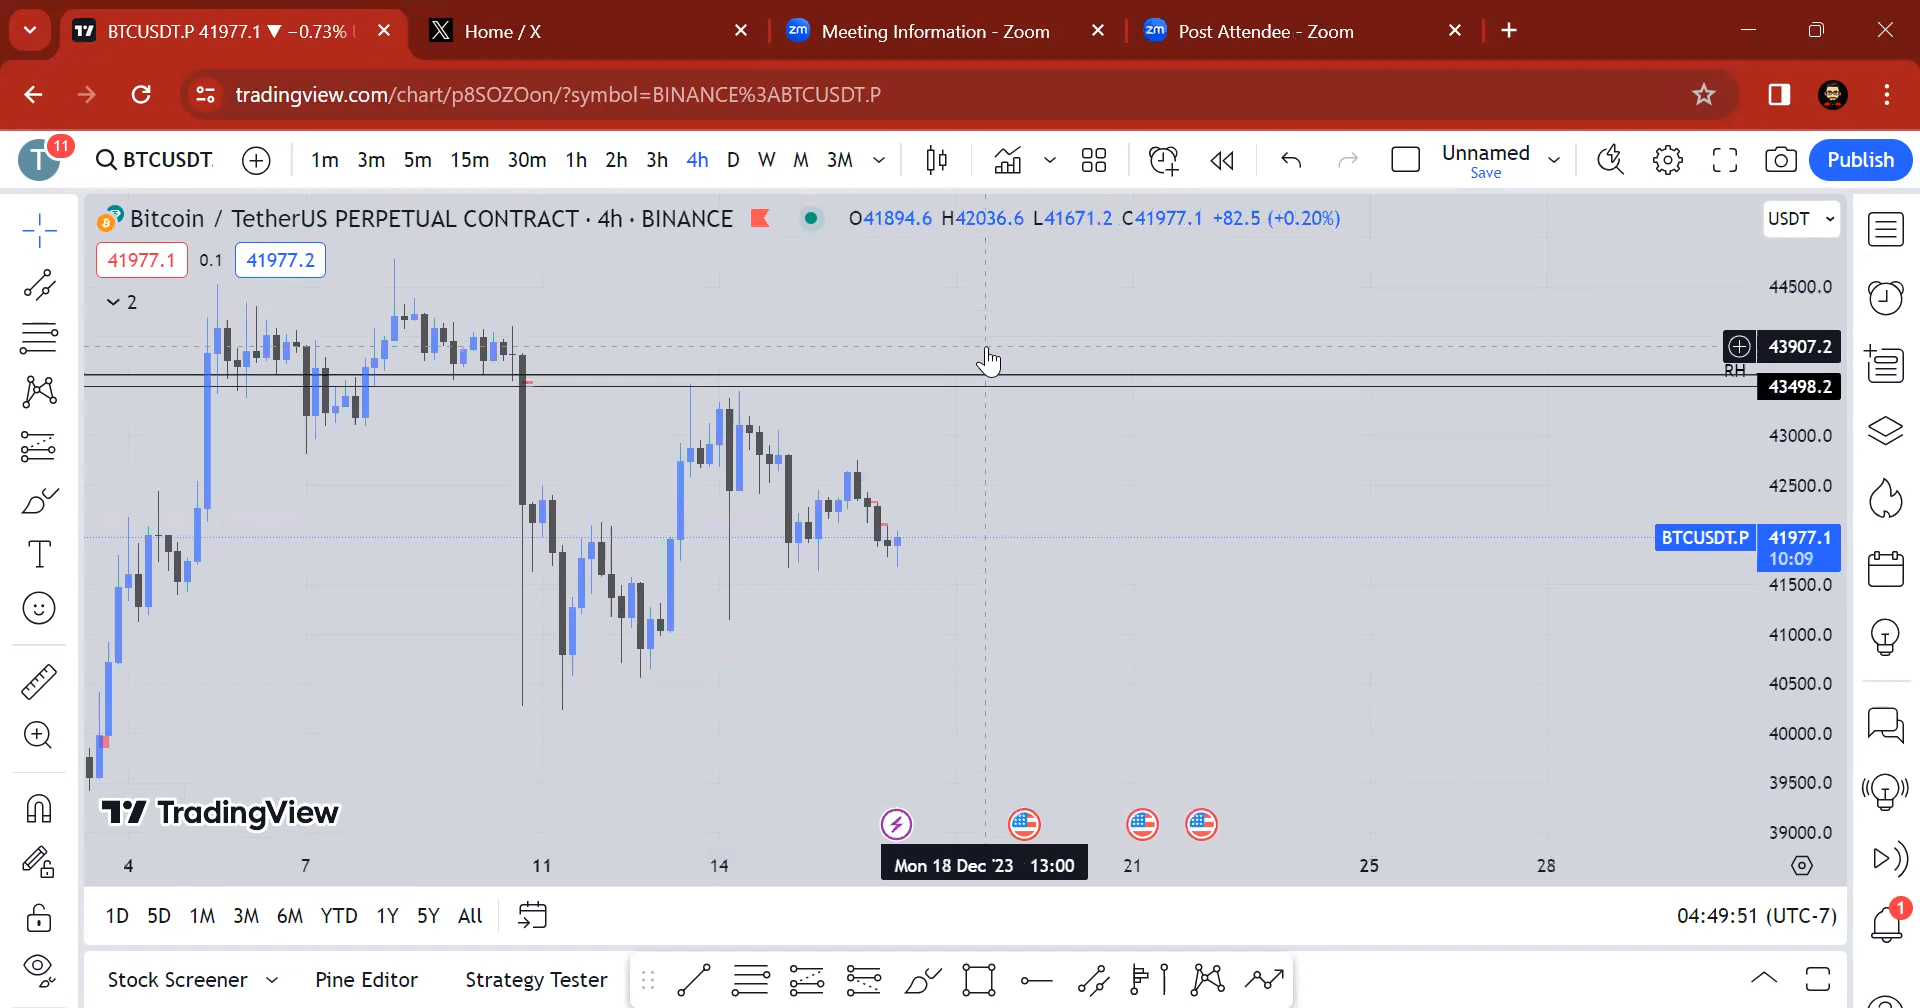 BTCUSDT.P 41977.1 ▼ −0.73%
Home / X
zm Meeting Information - Zoom
zm Post Attendee - Zoom
tradingview.com/chart/p8SOZOon/?symbol=BINANCE%3ABTCUSDT.P
T 11 BTCUSDT. 1m 3m 5m 15m 30m 1h 2h 3h 4h D W M 3M Unnamed Publish
Save
Bitcoin / TetherUS PERPETUAL CONTRACT · 4h · BINANCE O41894.6 H42036.6 L41671.2 C41977.1 +82.5 (+0.20%) USDT
41977.1 0.1 41977.2
2
44500.0
43907.2
RH
43498.2
43000.0
42500.0
BTCUSDT.P 41977.1
10:09
41500.0
41000.0
40500.0
40000.0
39500.0
TradingView
39000.0
4 7 11 14 Mon 18 Dec '23 13:00 21 25 28
1D 5D 1M 3M 6M YTD 1Y 5Y All 04:49:51 (UTC-7)
1
Stock Screener Pine Editor Strategy Tester